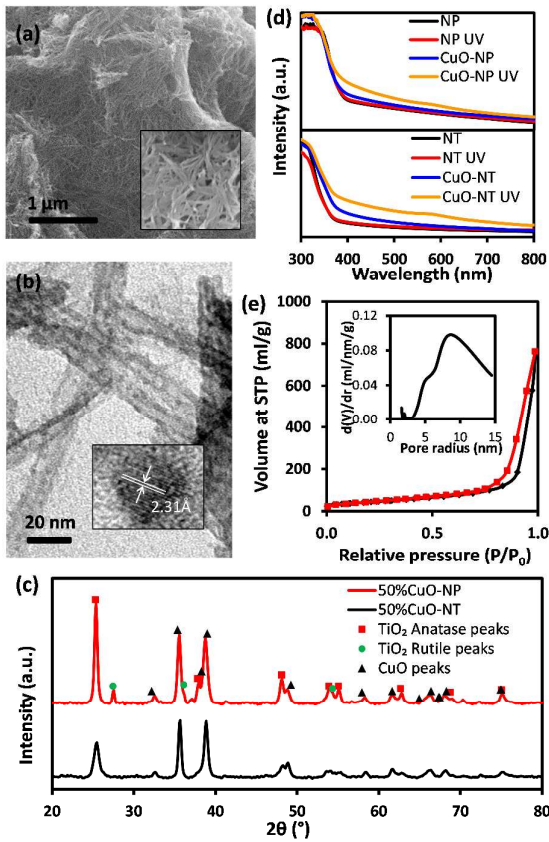 (a)
1 µm
(b)
2.31Å
20 nm
(d)
NP
NP UV
CuO-NP
CuO-NP UV
NT
NT UV
CuO-NT
CuO-NT UV
Intensity (a.u.)
300 400 500 600 700 800
Wavelength (nm)
(e)
1000
800
600
400
200
0
Volume at STP (ml/g)
0.12
0.08
0.04
0.00
d(V)/dr (ml/nm/g)
0 5 10 15
Pore radius (nm)
0.0 0.5 1.0
Relative pressure (P/P₀)
(c)
50%CuO-NP
50%CuO-NT
TiO₂ Anatase peaks
TiO₂ Rutile peaks
CuO peaks
Intensity (a.u.)
20 30 40 50 60 70 80
2θ (°)